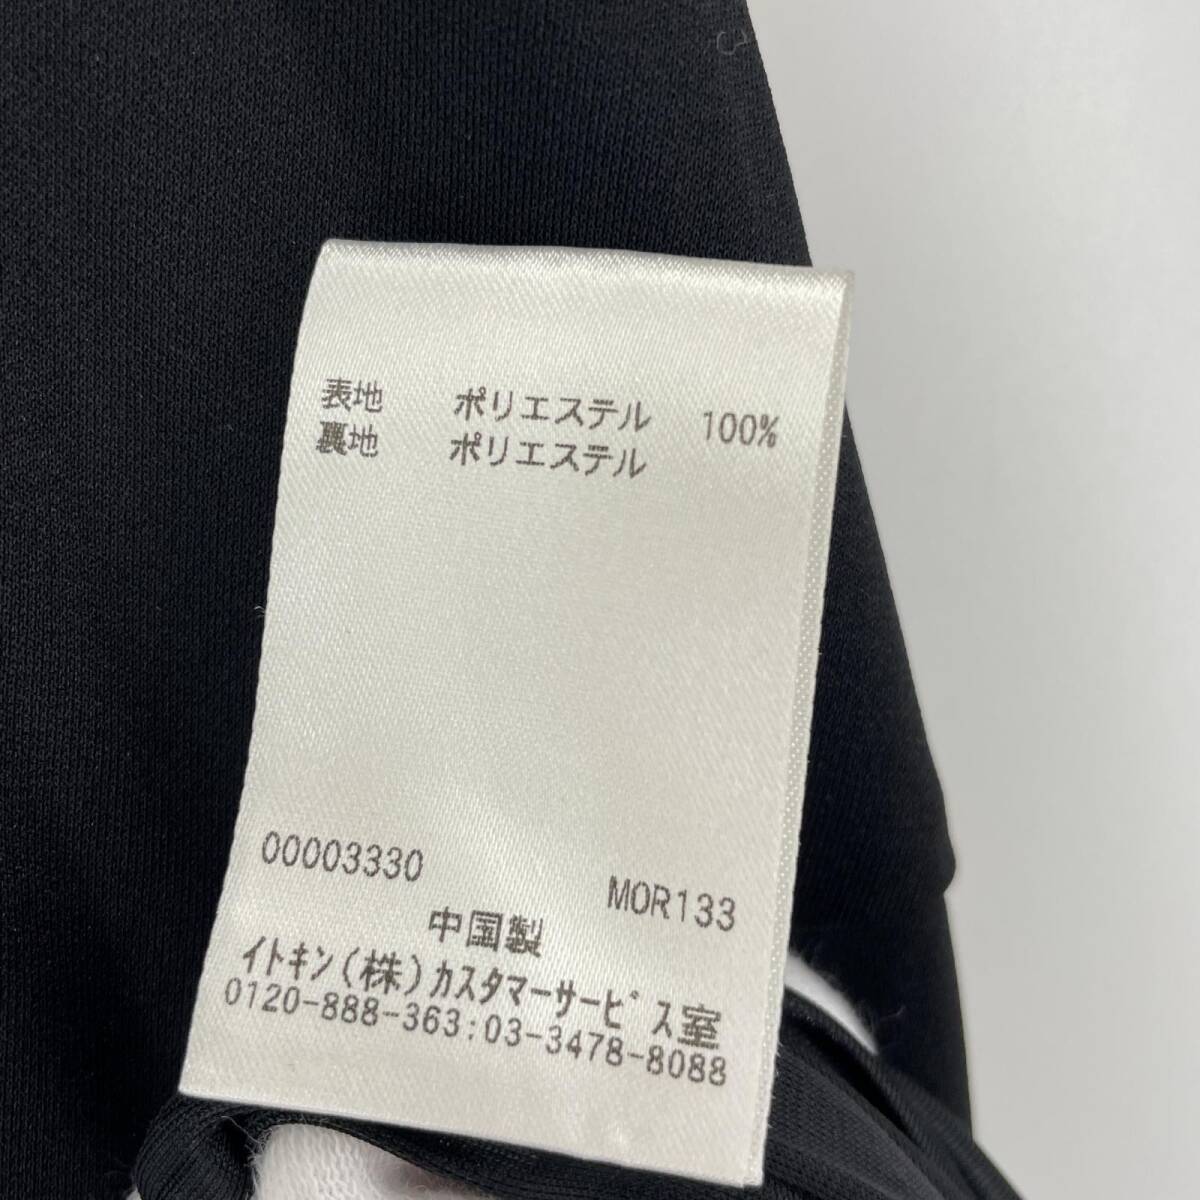 表地 ポリエステル 100%
裏地 ポリエステル
00003330
MOR133
中国製
イトキン(株)カスタマーサービス室
0120-888-363:03-3478-8088